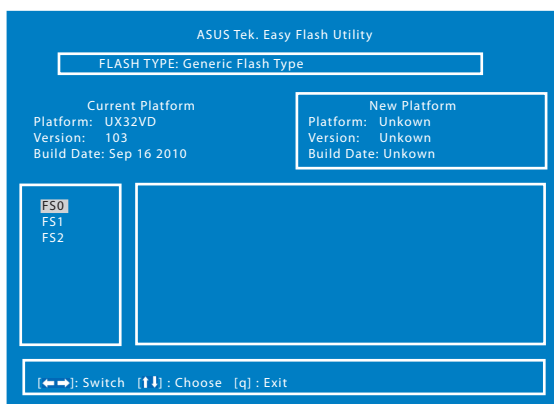 ASUS Tek. Easy Flash Utility
FLASH TYPE: Generic Flash Type
Current Platform
Platform: UX32VD
Version: 103
Build Date: Sep 16 2010
New Platform
Platform: Unkown
Version: Unkown
Build Date: Unkown
FS0
FS1
FS2
[←→]: Switch [↑↓] : Choose [q] : Exit